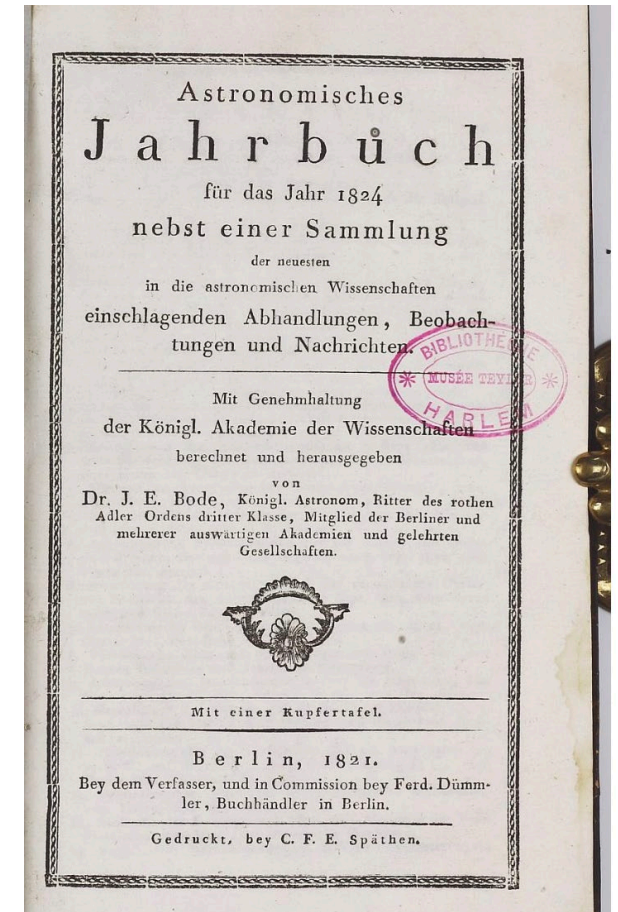 Astronomisches
Jahrbuch
für das Jahr 1824
nebst einer Sammlung
der neuesten
in die astronomischen Wissenschaften
einschlagenden Abhandlungen, Beobach-
tungen und Nachrichten.
BIBLIOTHÈQUE
MUSÉE TEYLER
HARLEM
Mit Genehmhaltung
der Königl. Akademie der Wissenschaften
berechnet und herausgegeben
von
Dr. J. E. Bode, Königl. Astronom, Ritter des rothen
Adler Ordens dritter Klasse, Mitglied der Berliner und
mehrerer auswärtigen Akademien und gelehrten
Gesellschaften.
Mit einer Kupfertafel.
Berlin, 1821.
Bey dem Verfasser, und in Commission bey Ferd. Dümm-
ler, Buchhändler in Berlin.
Gedruckt, bey C. F. E. Späthen.